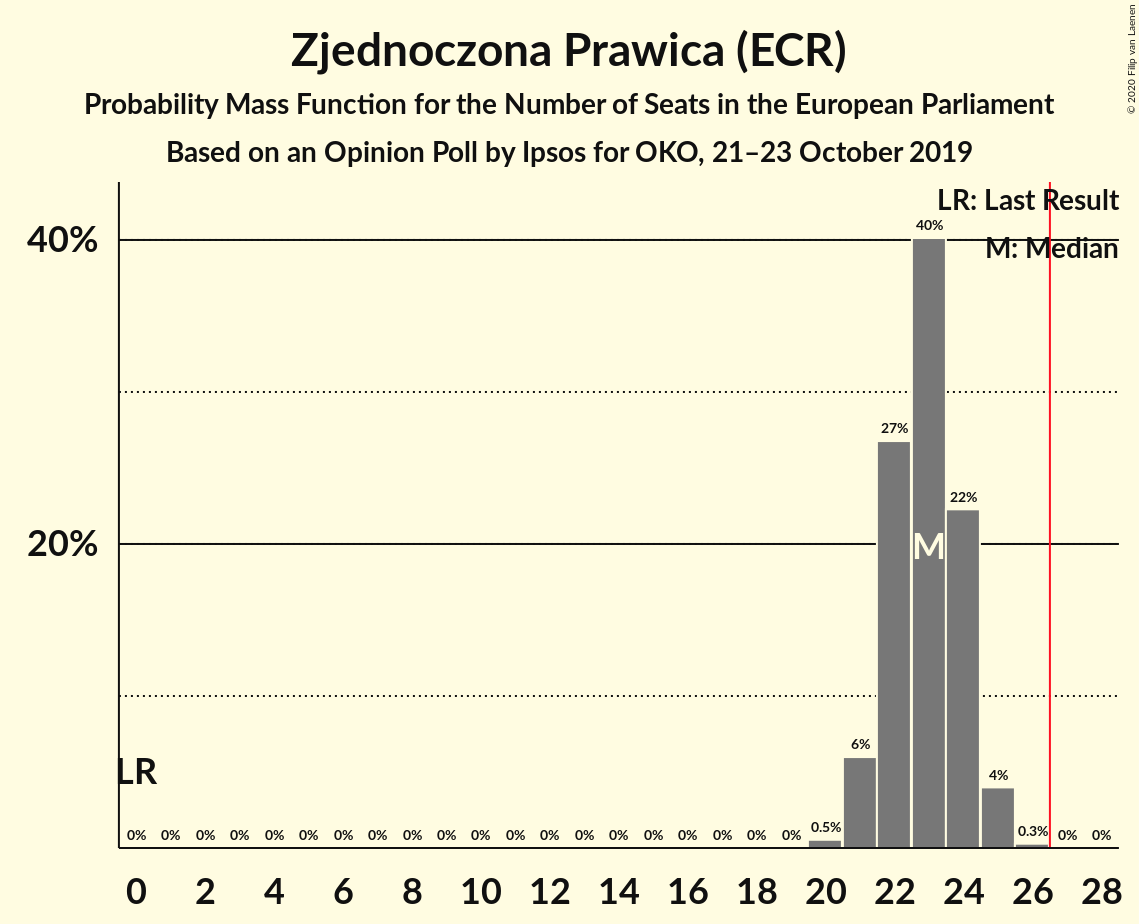 Zjednoczona Prawica (ECR)
Probability Mass Function for the Number of Seats in the European Parliament
Based on an Opinion Poll by Ipsos for OKO, 21–23 October 2019
© 2020 Filip van Laenen
LR: Last Result
M: Median
40%
20%
40%
27%
22%
M
6%
4%
LR
0% 0% 0% 0% 0% 0% 0% 0% 0% 0% 0% 0% 0% 0% 0% 0% 0% 0% 0% 0% 0.5% 0.3% 0% 0%
0 2 4 6 8 10 12 14 16 18 20 22 24 26 28